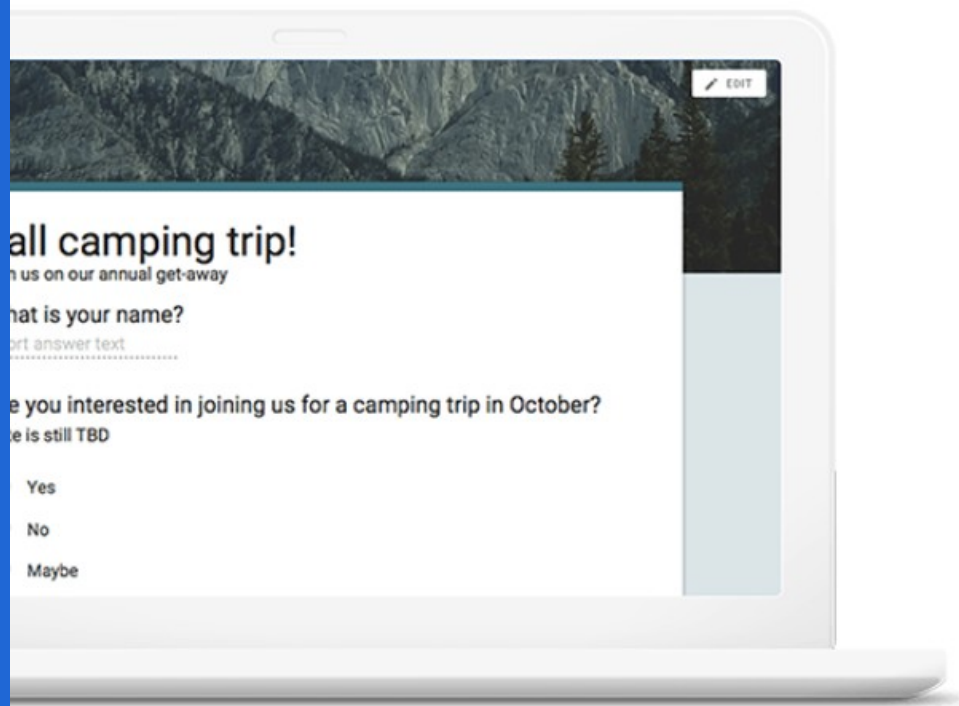 EDIT
all camping trip!
n us on our annual get-away
hat is your name?
ort answer text
e you interested in joining us for a camping trip in October?
te is still TBD
Yes
No
Maybe